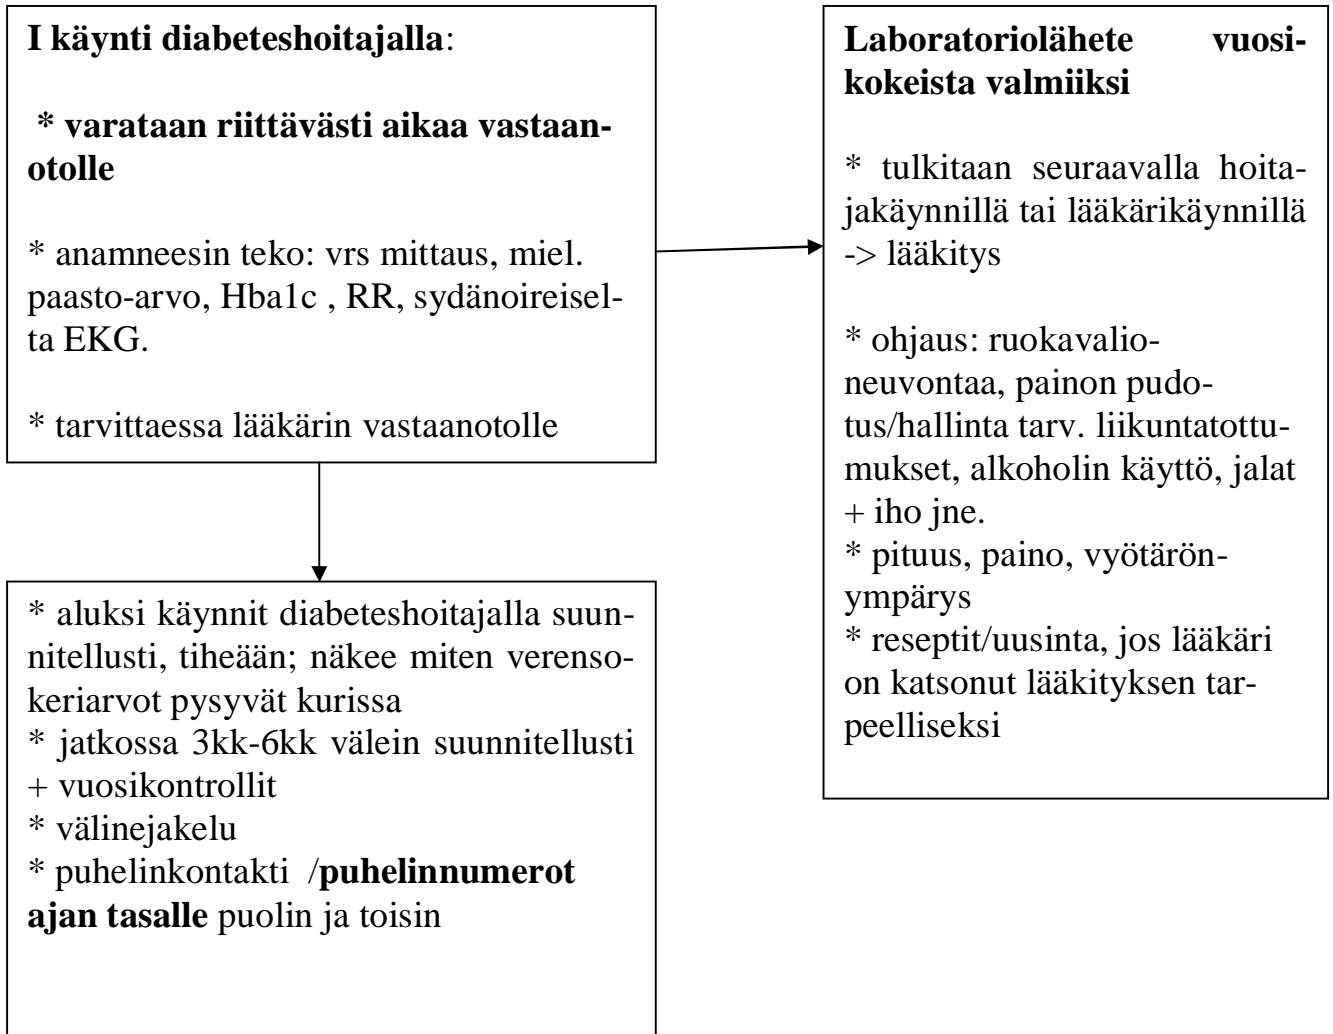 I käynti diabeteshoitajalla:
* varataan riittävästi aikaa vastaan-
otolle
* anamneesin teko: vrs mittaus, miel.
paasto-arvo, Hba1c , RR, sydänoireisel-
ta EKG.
* tarvittaessa lääkärin vastaanotolle
Laboratoriolähete vuosi-
kokeista valmiiksi
* tulkitaan seuraavalla hoita-
jakäynnillä tai lääkärikäynnillä
-> lääkitys
* ohjaus: ruokavalio-
neuvontaa, painon pudo-
tus/hallinta tarv. liikuntatottu-
mukset, alkoholin käyttö, jalat
+ iho jne.
* pituus, paino, vyötärön-
ympärys
* reseptit/uusinta, jos lääkäri
on katsonut lääkityksen tar-
peelliseksi
* aluksi käynnit diabeteshoitajalla suun-
nitellusti, tiheään; näkee miten verenso-
keriarvot pysyvät kurissa
* jatkossa 3kk-6kk välein suunnitellusti
+ vuosikontrollit
* välinejakelu
* puhelinkontakti /puhelinnumerot
ajan tasalle puolin ja toisin